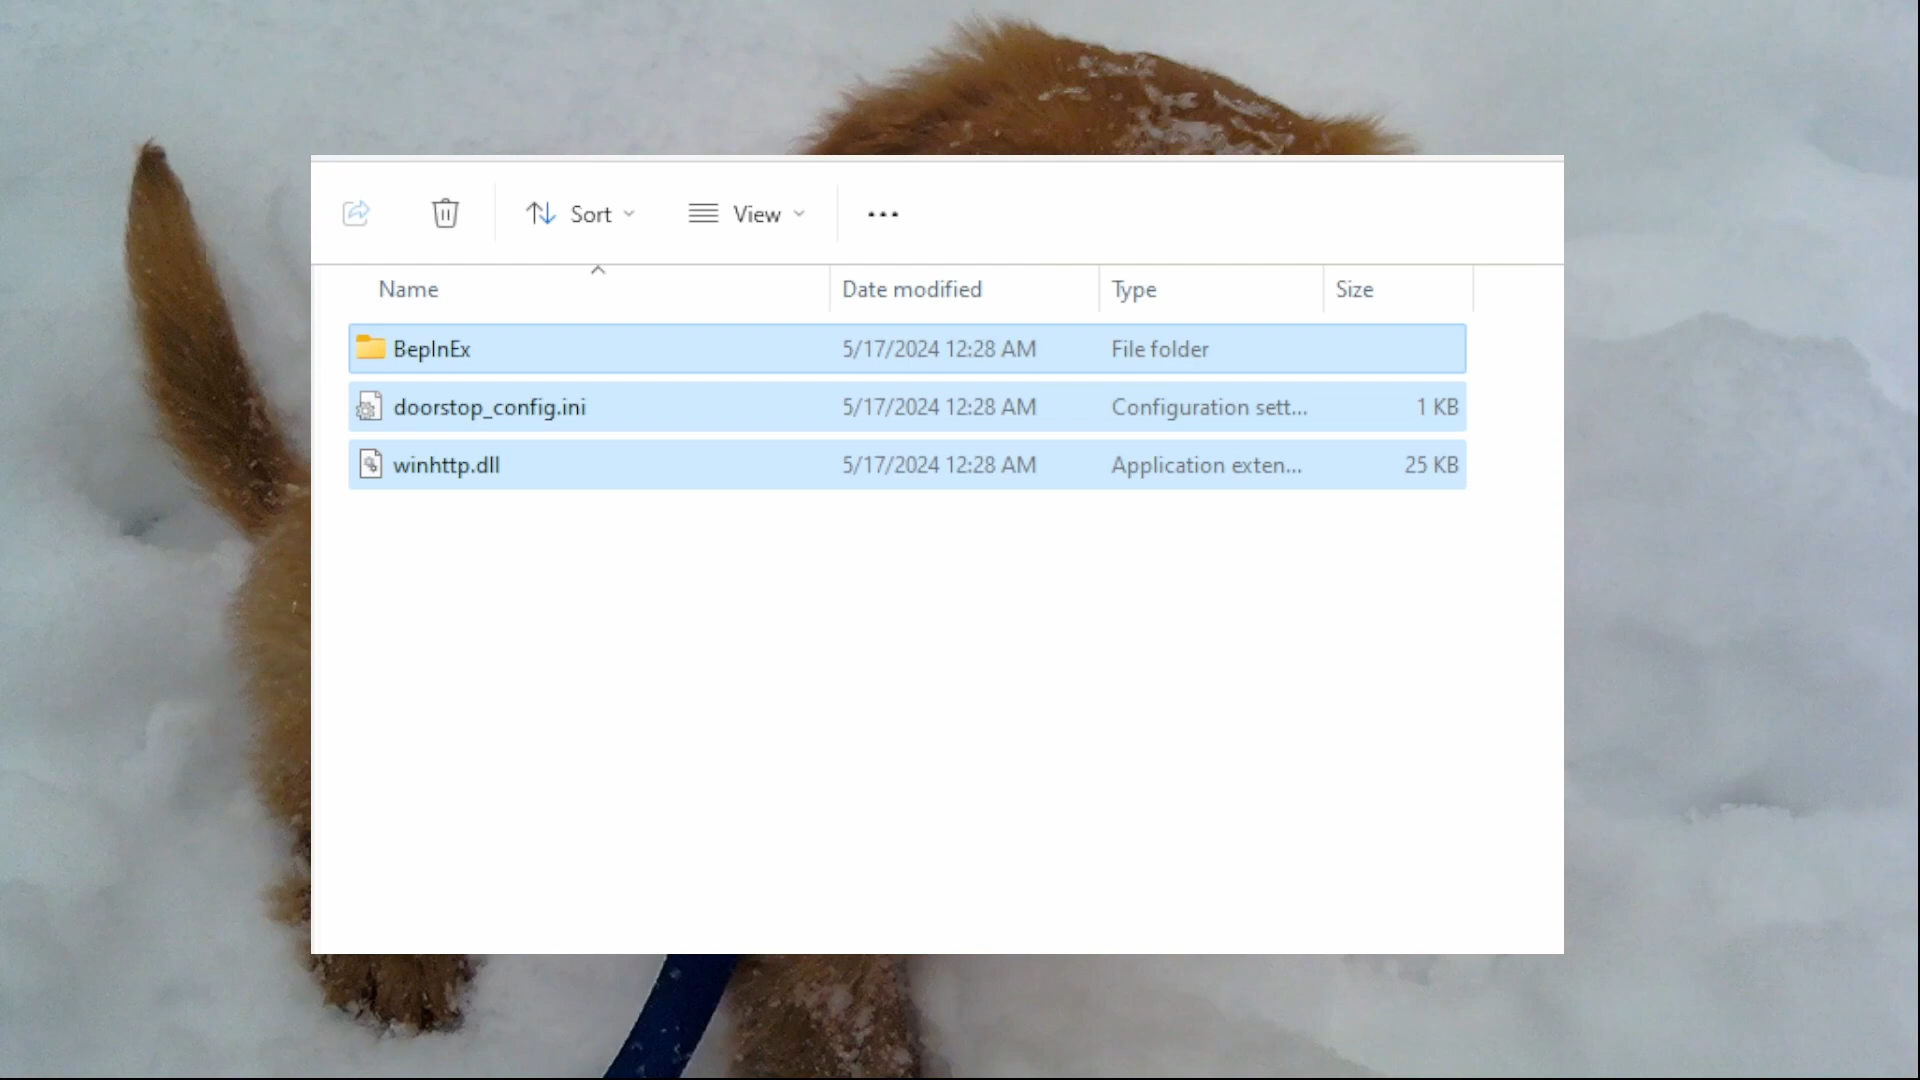 Sort View
Name Date modified Type Size
BepInEx 5/17/2024 12:28 AM File folder
doorstop_config.ini 5/17/2024 12:28 AM Configuration sett... 1 KB
winhttp.dll 5/17/2024 12:28 AM Application exten... 25 KB